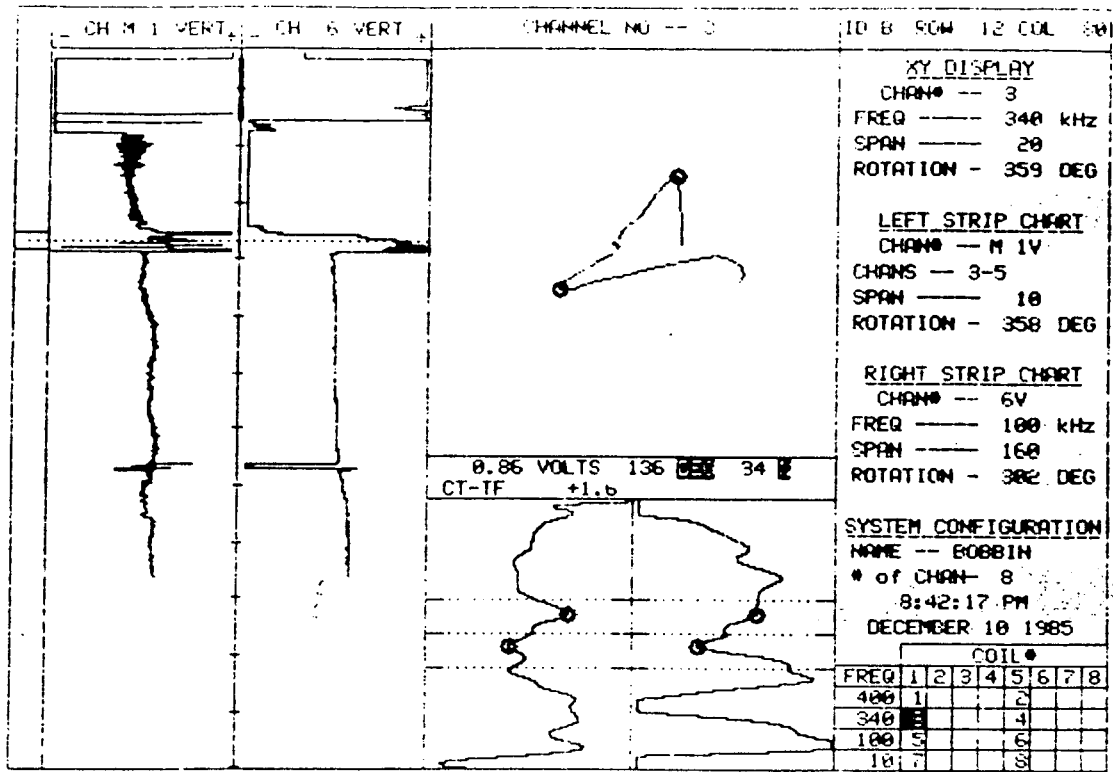 _ CH M 1 VERT + _ CH 6 VERT +
CHANNEL NO --
ID B ROW 12 COL
XY DISPLAY
CHAN# -- 3
FREQ ----- 340 kHz
SPAN ----- 20
ROTATION - 359 DEG
LEFT STRIP CHART
CHAN# -- M 1V
CHANS -- 3-5
SPAN ----- 10
ROTATION - 358 DEG
RIGHT STRIP CHART
CHAN# -- 6V
FREQ ----- 100 kHz
SPAN ----- 160
ROTATION - 302 DEG
0.86 VOLTS 136 DEG 34
CT-TF +1.6
SYSTEM CONFIGURATION
NAME -- BOBBIN
# of CHAN- 8
8:42:17 PM
DECEMBER 10 1985
COIL#
FREQ 1 2 3 4 5 6 7 8
400 1 2
340 4
100 5 6
10 7 8